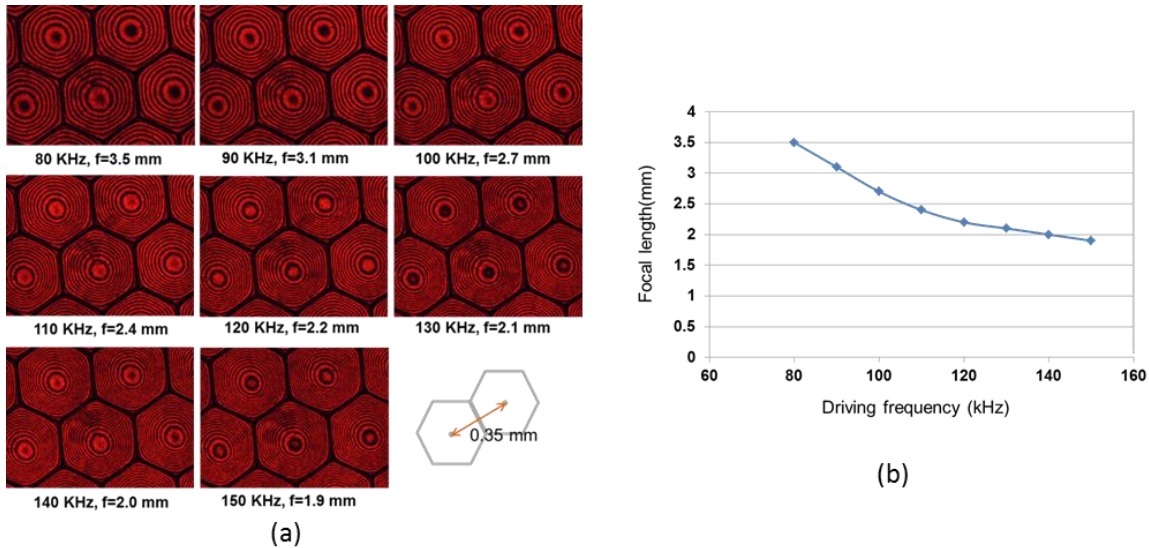 80 KHz, f=3.5 mm
90 KHz, f=3.1 mm
100 KHz, f=2.7 mm
110 KHz, f=2.4 mm
120 KHz, f=2.2 mm
130 KHz, f=2.1 mm
0.35 mm
140 KHz, f=2.0 mm
150 KHz, f=1.9 mm
(a)
Focal length(mm)
4
3.5
3
2.5
2
1.5
1
0.5
0
60
80
100
120
140
160
Driving frequency (kHz)
(b)